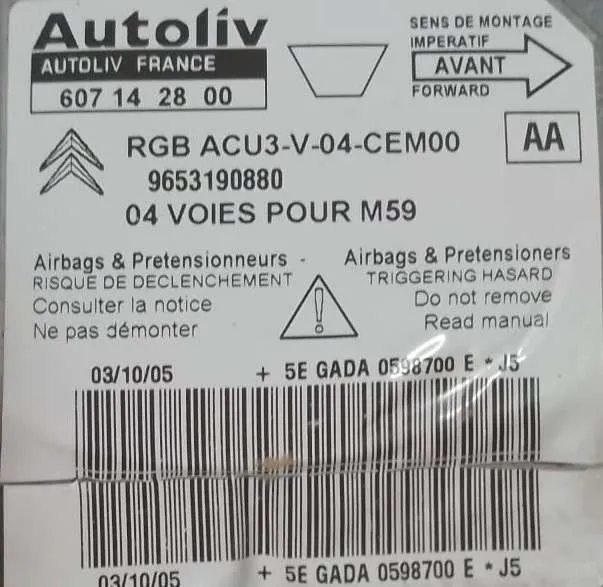 Autoliv
AUTOLIV FRANCE
607 14 28 00
SENS DE MONTAGE
IMPERATIF
AVANT
FORWARD
RGB ACU3-V-04-CEM00
AA
9653190880
04 VOIES POUR M59
Airbags & Pretensionneurs -
RISQUE DE DECLENCHEMENT
Consulter la notice
Ne pas démonter
Airbags & Pretensioners
TRIGGERING HASARD
Do not remove
Read manual
03/10/05 + 5E GADA 0598700 E * J5
03/10/05 + 5E GADA 0598700 E * J5